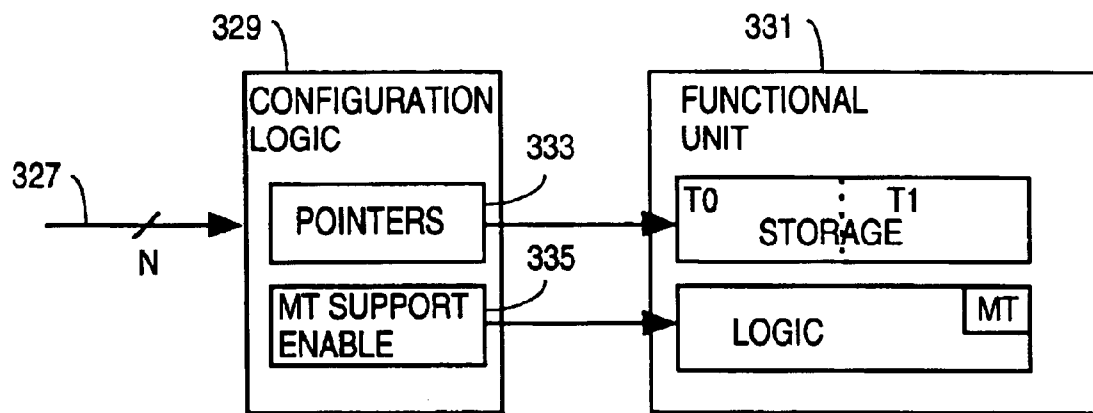 329
331
CONFIGURATION
LOGIC
FUNCTIONAL
UNIT
333
327
POINTERS
T0
T1
STORAGE
N
335
MT SUPPORT
ENABLE
MT
LOGIC